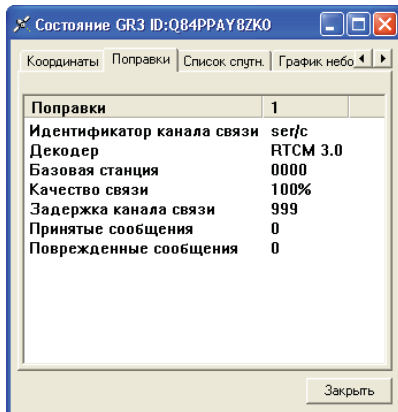 Состояние GR3 ID:Q84PPAY8ZK0
Координаты Поправки Список спутн. График небо
Поправки 1
Идентификатор канала связи ser/c
Декодер RTCM 3.0
Базовая станция 0000
Качество связи 100%
Задержка канала связи 999
Принятые сообщения 0
Поврежденные сообщения 0
Закрыть